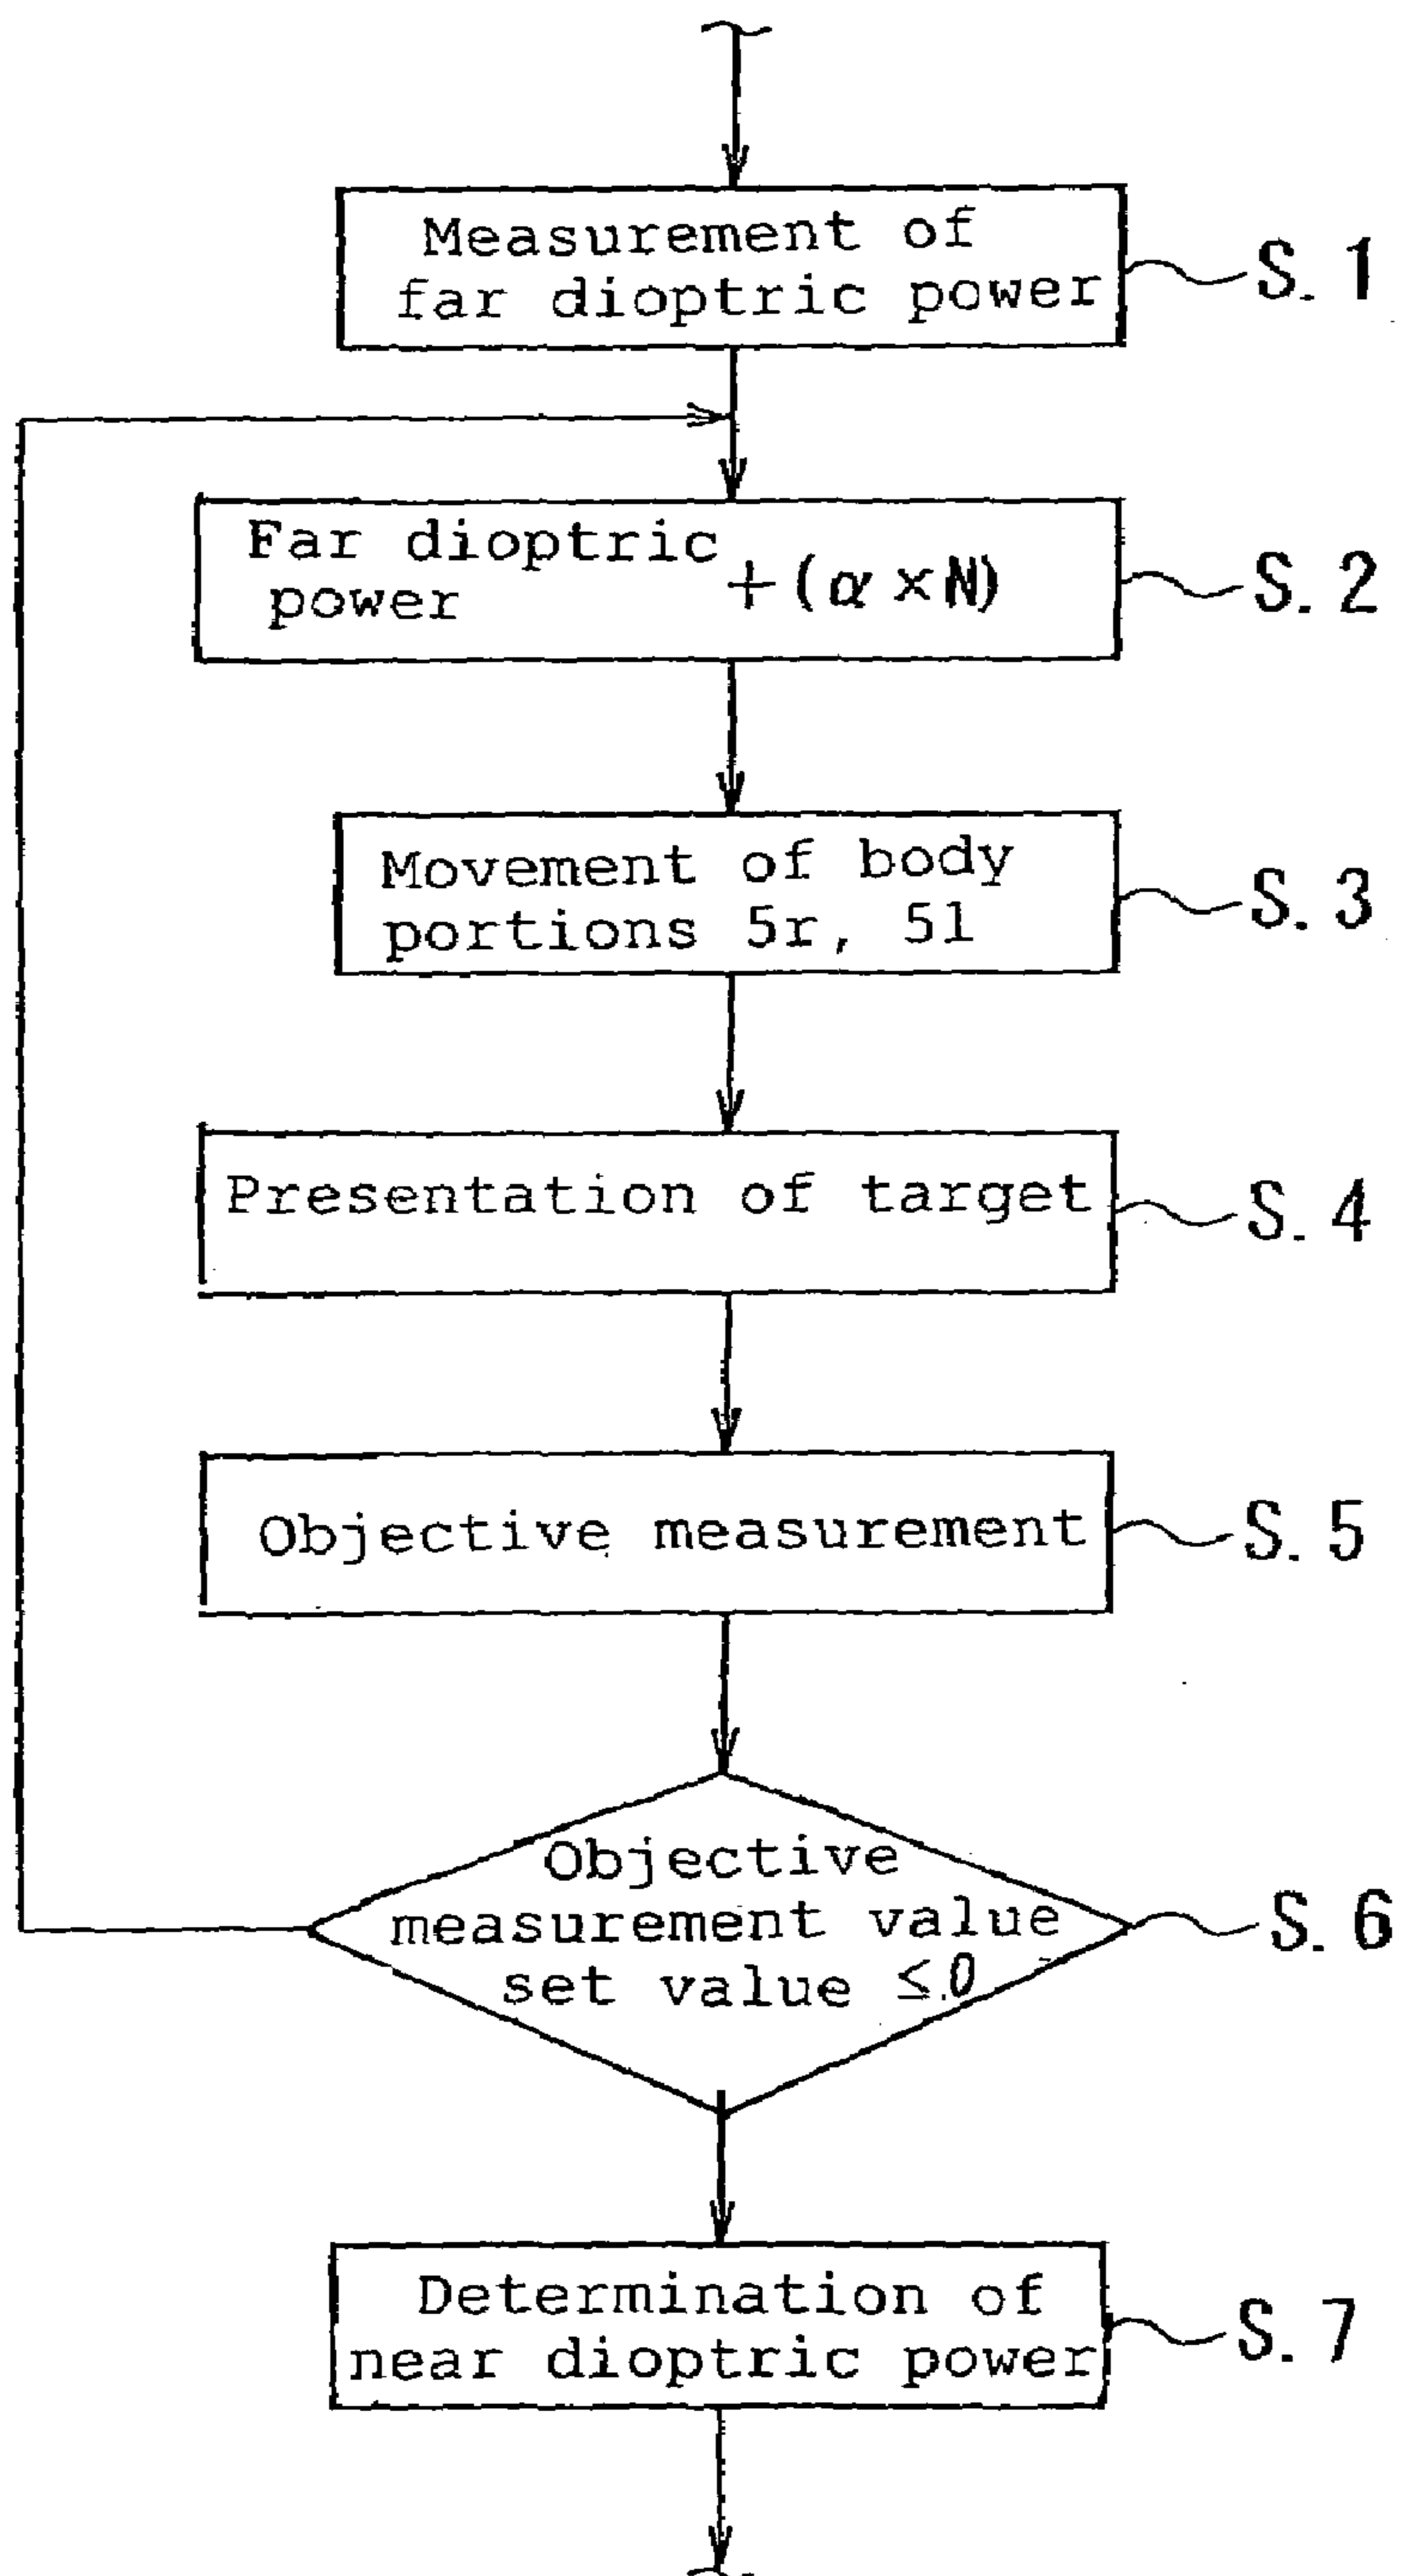 Measurement of
far dioptric power
S. 1
Far dioptric
power
+ (α × N)
S. 2
Movement of body
portions 5r, 5l
S. 3
Presentation of target
S. 4
Objective measurement
S. 5
Objective
measurement value
set value ≤ 0
S. 6
Determination of
near dioptric power
S. 7